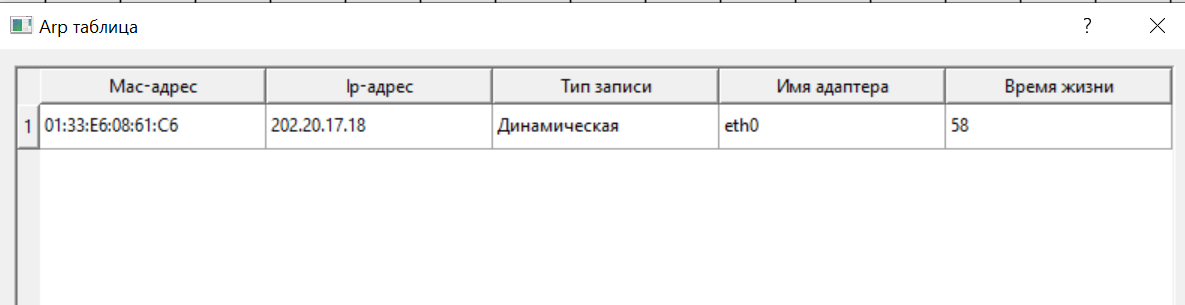 Arp таблица
?
Mac-адрес Ip-адрес Тип записи Имя адаптера Время жизни
1 01:33:E6:08:61:C6 202.20.17.18 Динамическая eth0 58